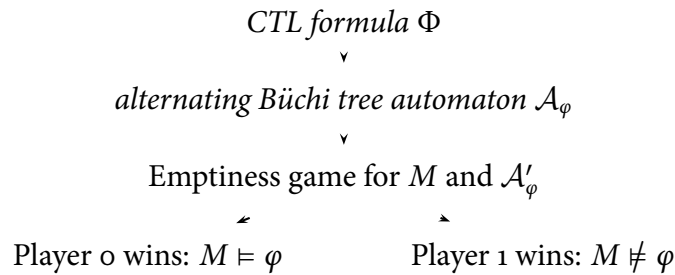 CTL formula Φ
alternating Büchi tree automaton 𝒜_φ
Emptiness game for M and 𝒜′_φ
Player 0 wins: M ⊨ φ
Player 1 wins: M ⊭ φ